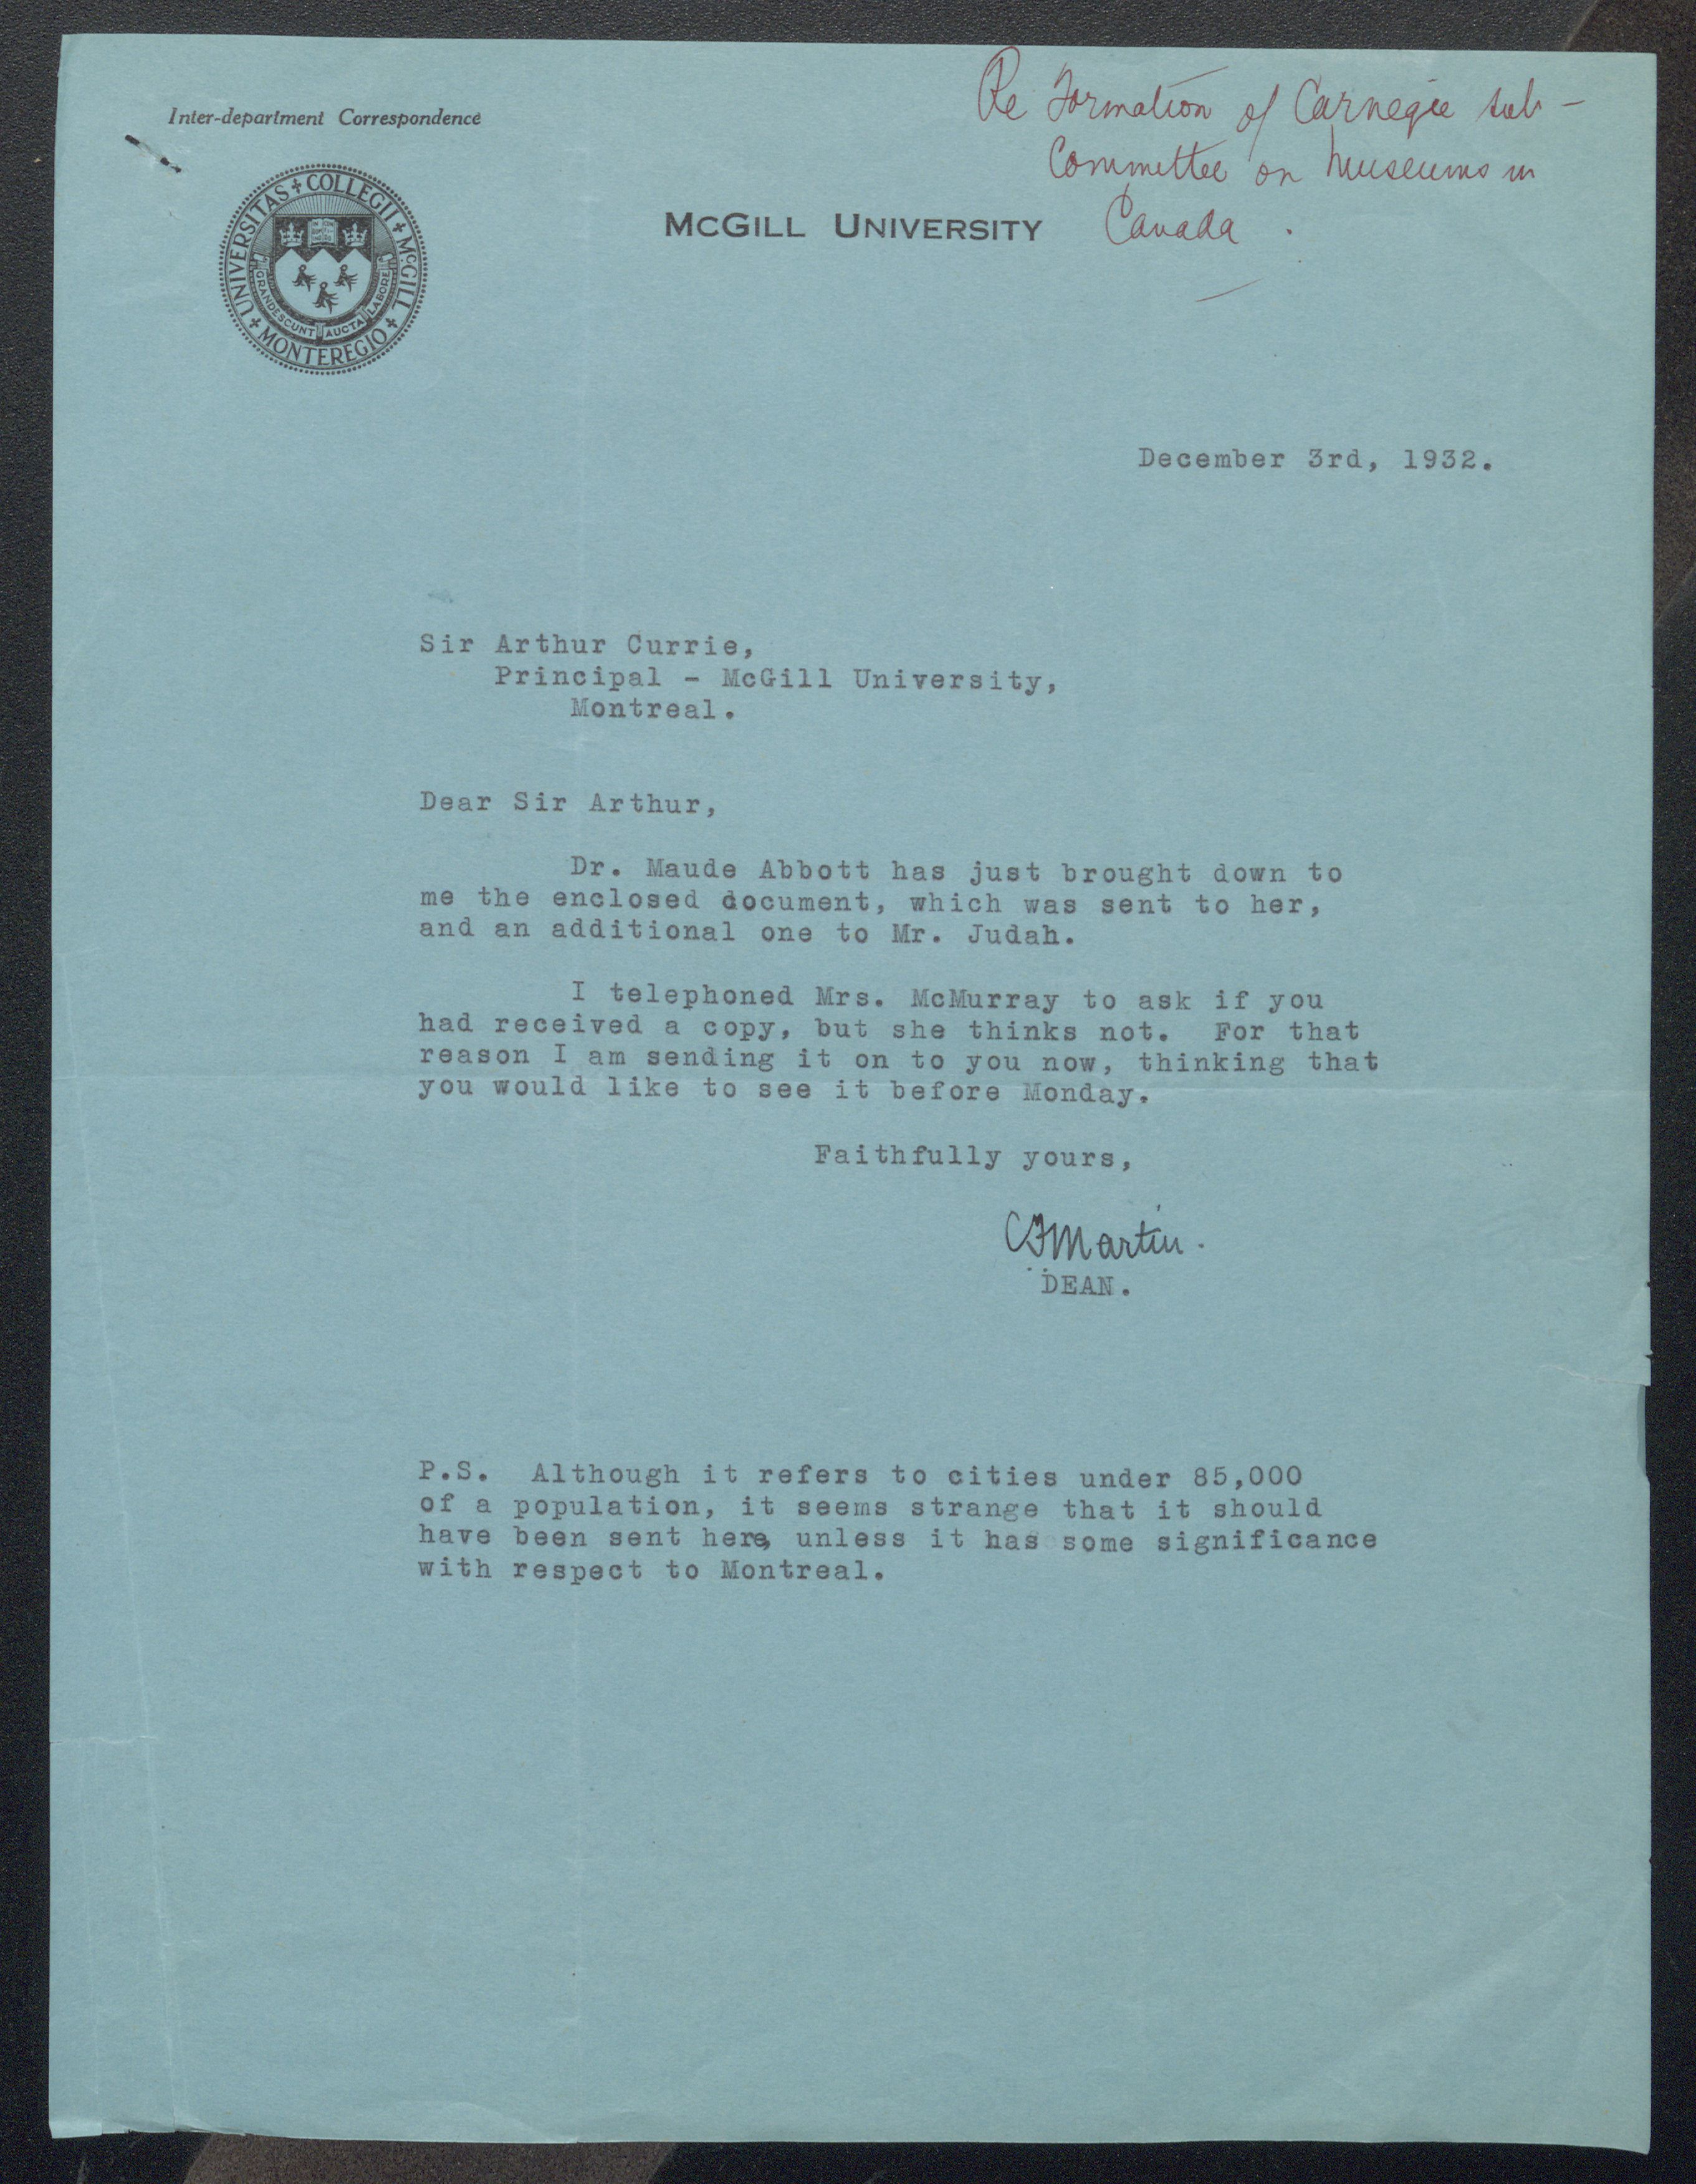 Inter-department Correspondence
Re Formation of Carnegie sub-
Committee on Museums in
Canada.
UNIVERSITAS + COLLEGII + McGILL + MONTEREGIO +
GRANDESCUNT AUCTA LABORE
McGILL UNIVERSITY
December 3rd, 1932.
Sir Arthur Currie,
Principal - McGill University,
Montreal.
Dear Sir Arthur,
Dr. Maude Abbott has just brought down to
me the enclosed document, which was sent to her,
and an additional one to Mr. Judah.
I telephoned Mrs. McMurray to ask if you
had received a copy, but she thinks not. For that
reason I am sending it on to you now, thinking that
you would like to see it before Monday.
Faithfully yours,
CFMartin.
DEAN.
P.S. Although it refers to cities under 85,000
of a population, it seems strange that it should
have been sent here, unless it has some significance
with respect to Montreal.